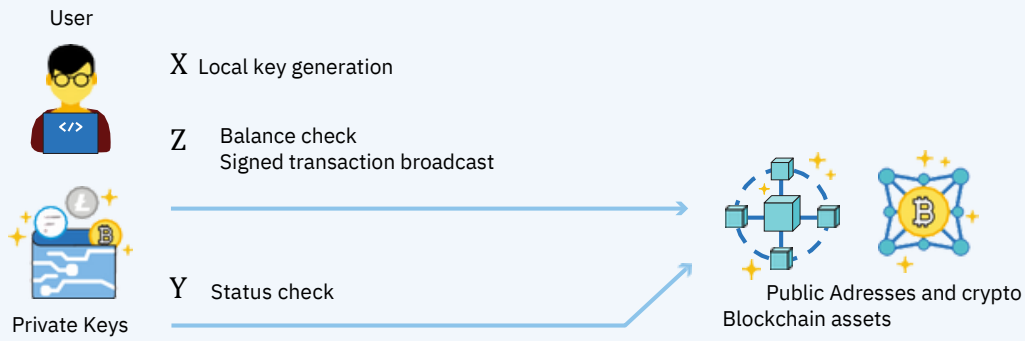 User
X Local key generation
Z Balance check
Signed transaction broadcast
</>
Y Status check
Private Keys
Public Adresses and crypto
Blockchain assets